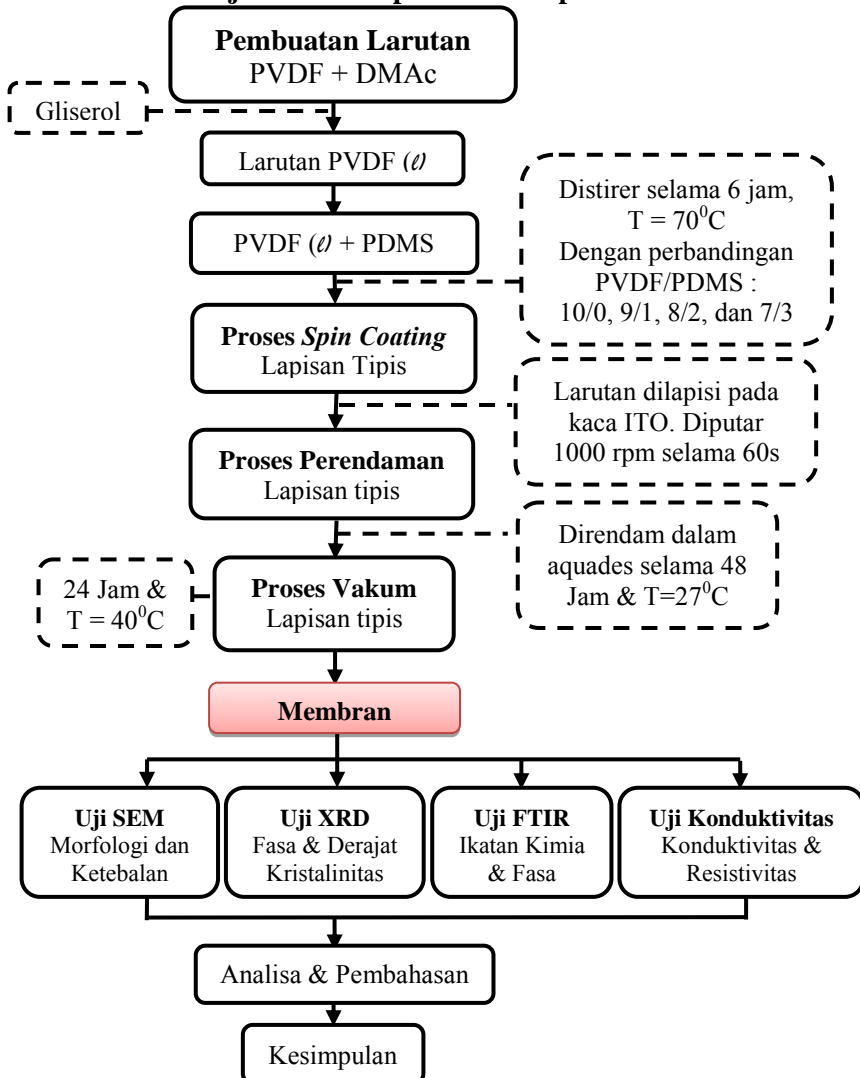 Pembuatan Larutan
PVDF + DMAc
Gliserol
Larutan PVDF (ℓ)
PVDF (ℓ) + PDMS
Distirer selama 6 jam,
T = 70⁰C
Dengan perbandingan
PVDF/PDMS :
10/0, 9/1, 8/2, dan 7/3
Proses Spin Coating
Lapisan Tipis
Larutan dilapisi pada
kaca ITO. Diputar
1000 rpm selama 60s
Proses Perendaman
Lapisan tipis
Direndam dalam
aquades selama 48
Jam & T=27⁰C
24 Jam &
T = 40⁰C
Proses Vakum
Lapisan tipis
Membran
Uji SEM
Morfologi dan
Ketebalan
Uji XRD
Fasa & Derajat
Kristalinitas
Uji FTIR
Ikatan Kimia
& Fasa
Uji Konduktivitas
Konduktivitas &
Resistivitas
Analisa & Pembahasan
Kesimpulan